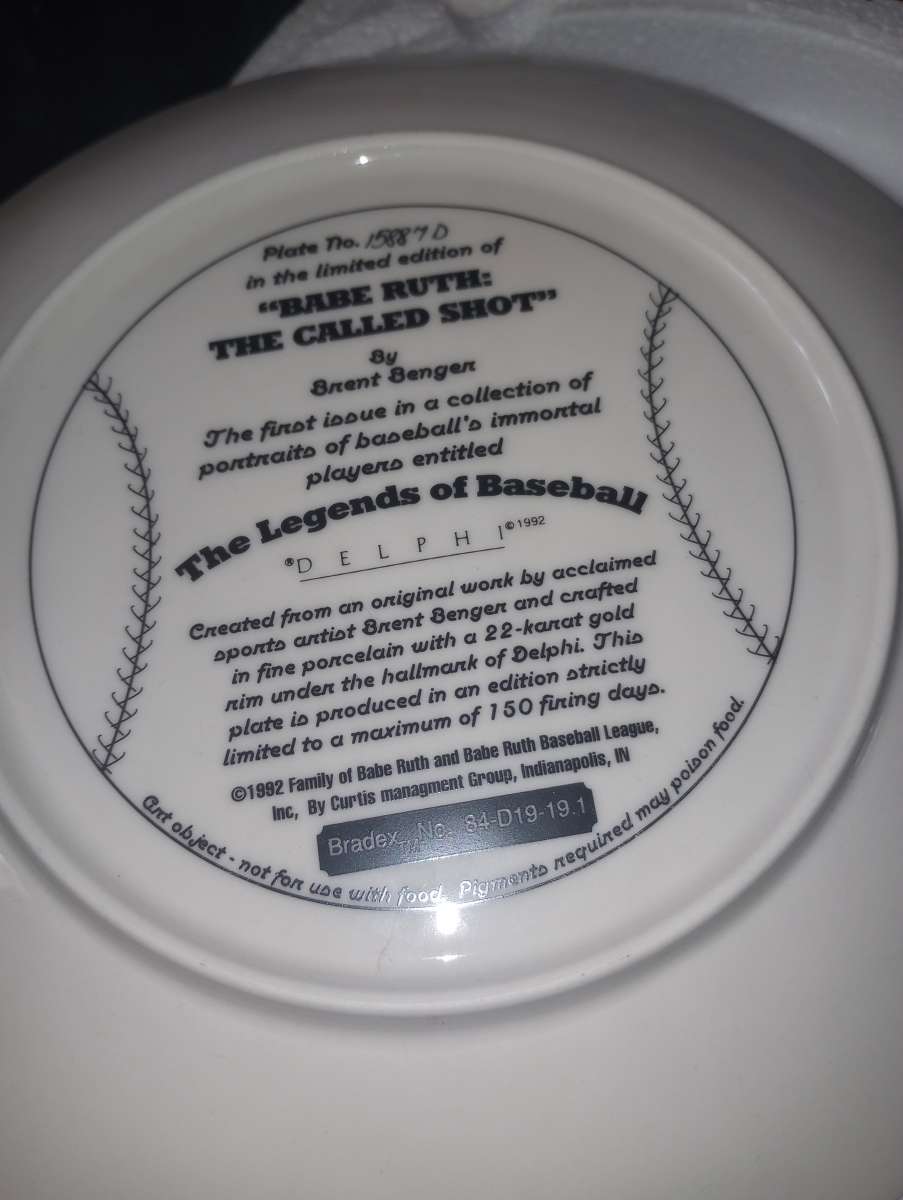 Plate No. 15887 D
in the limited edition of
"BABE RUTH:
THE CALLED SHOT"
By
Brent Benger
The first issue in a collection of
portraits of baseball's immortal
players entitled
The Legends of Baseball
®DELPHI©1992
Created from an original work by acclaimed
sports artist Brent Benger and crafted
in fine porcelain with a 22-karat gold
rim under the hallmark of Delphi. This
plate is produced in an edition strictly
limited to a maximum of 150 firing days.
©1992 Family of Babe Ruth and Babe Ruth Baseball League,
Inc, By Curtis managment Group, Indianapolis, IN
Bradex™ No. 84-D19-19.1
Art object - not for use with food. Pigments required may poison food.